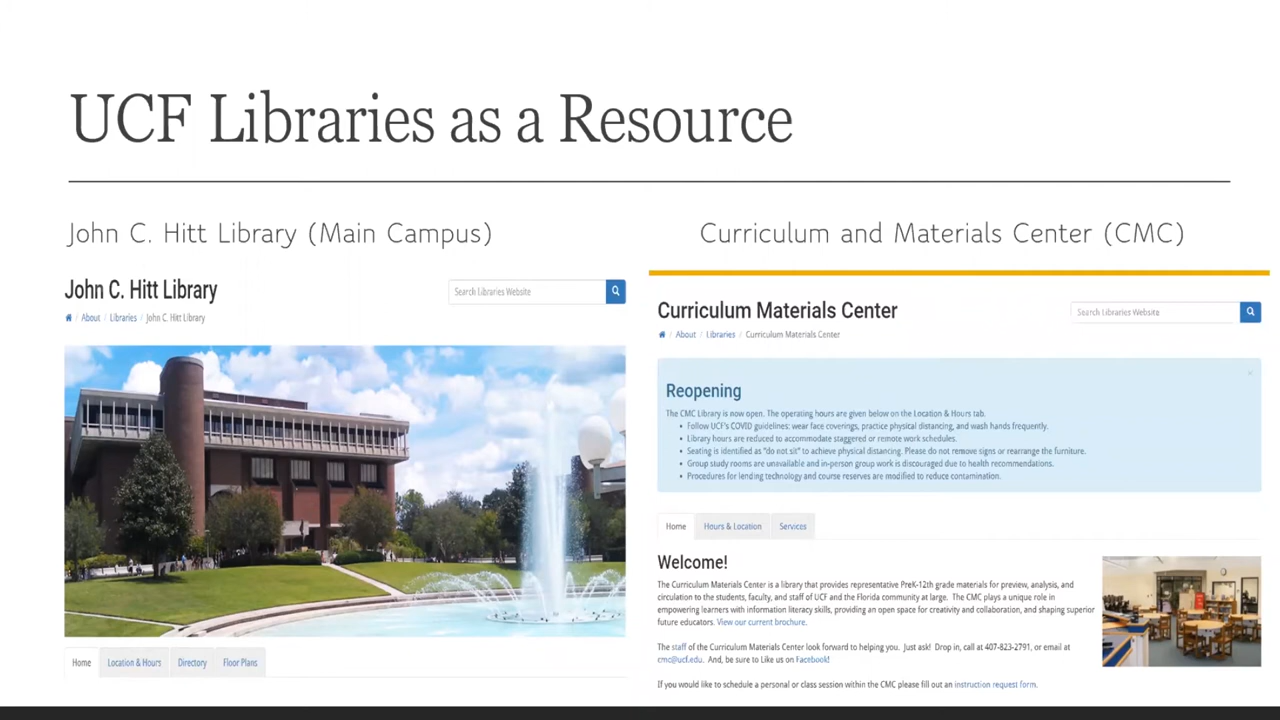 UCF Libraries as a Resource
John C. Hitt Library (Main Campus)
John C. Hitt Library
Search Libraries Website
/ About / Libraries / John C. Hitt Library
Home
Location & Hours
Directory
Floor Plans
Curriculum and Materials Center (CMC)
Curriculum Materials Center
Search Libraries Website
/ About / Libraries / Curriculum Materials Center
×
Reopening
The CMC Library is now open. The operating hours are given below on the Location & Hours tab.
• Follow UCF's COVID guidelines: wear face coverings, practice physical distancing, and wash hands frequently.
• Library hours are reduced to accommodate staggered or remote work schedules.
• Seating is identified as "do not sit" to achieve physical distancing. Please do not remove signs or rearrange the furniture.
• Group study rooms are unavailable and in-person group work is discouraged due to health recommendations.
• Procedures for lending technology and course reserves are modified to reduce contamination.
Home
Hours & Location
Services
Welcome!
The Curriculum Materials Center is a library that provides representative PreK-12th grade materials for preview, analysis, and
circulation to the students, faculty, and staff of UCF and the Florida community at large. The CMC plays a unique role in
empowering learners with information literacy skills, providing an open space for creativity and collaboration, and shaping superior
future educators. View our current brochure.
The staff of the Curriculum Materials Center look forward to helping you. Just ask! Drop in, call at 407-823-2791, or email at
cmc@ucf.edu. And, be sure to Like us on Facebook!
If you would like to schedule a personal or class session within the CMC please fill out an instruction request form.